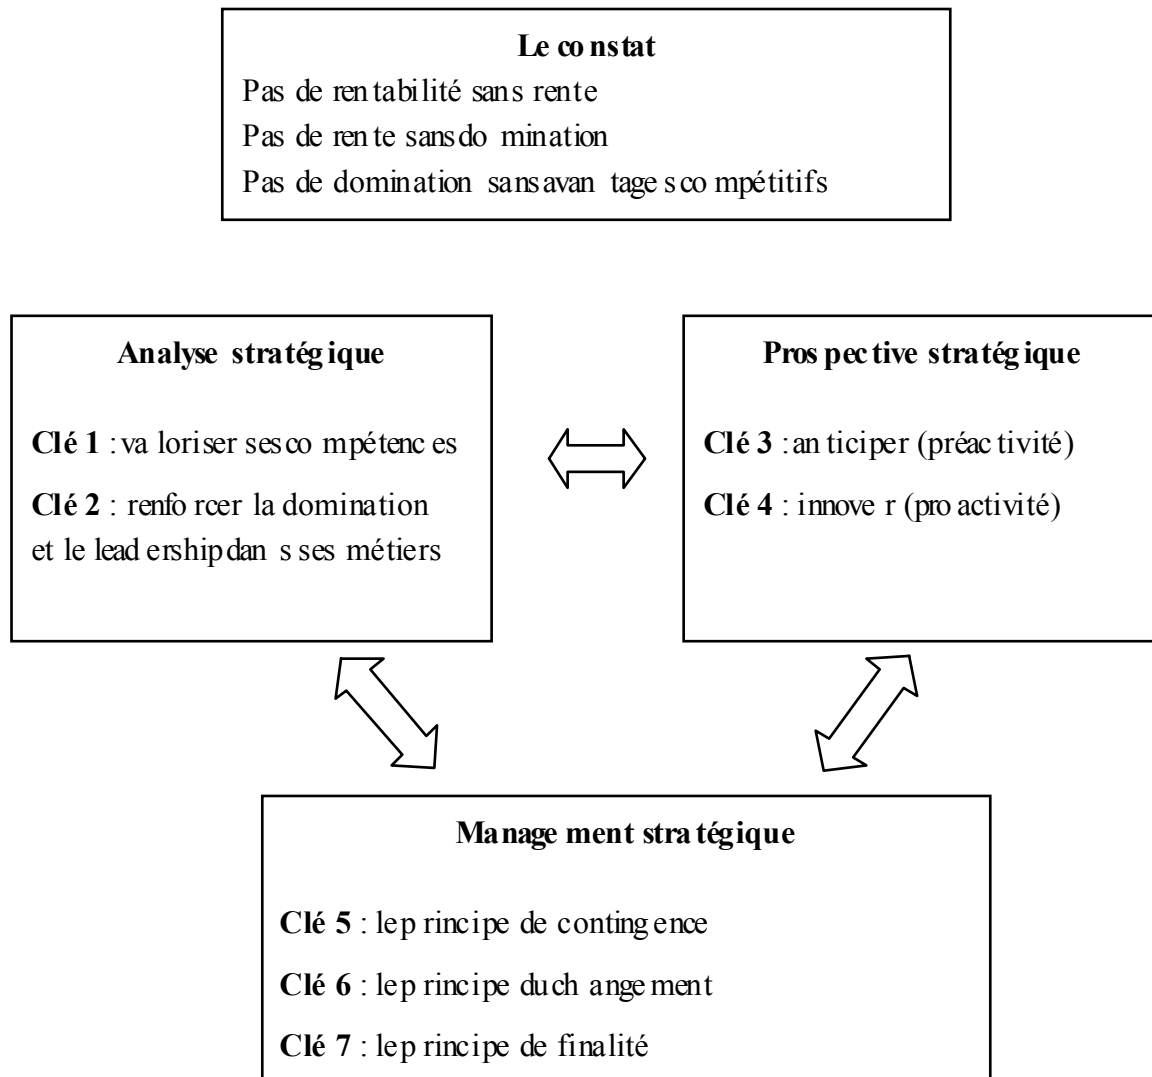 Le constat
Pas de rentabilité sans rente
Pas de rente sans domination
Pas de domination sans avantages compétitifs
Analyse stratégique
Clé 1 : valoriser ses compétences
Clé 2 : renforcer la domination
et le leadership dans ses métiers
Prospective stratégique
Clé 3 : anticiper (préactivité)
Clé 4 : innover (proactivité)
Management stratégique
Clé 5 : le principe de contingence
Clé 6 : le principe du changement
Clé 7 : le principe de finalité